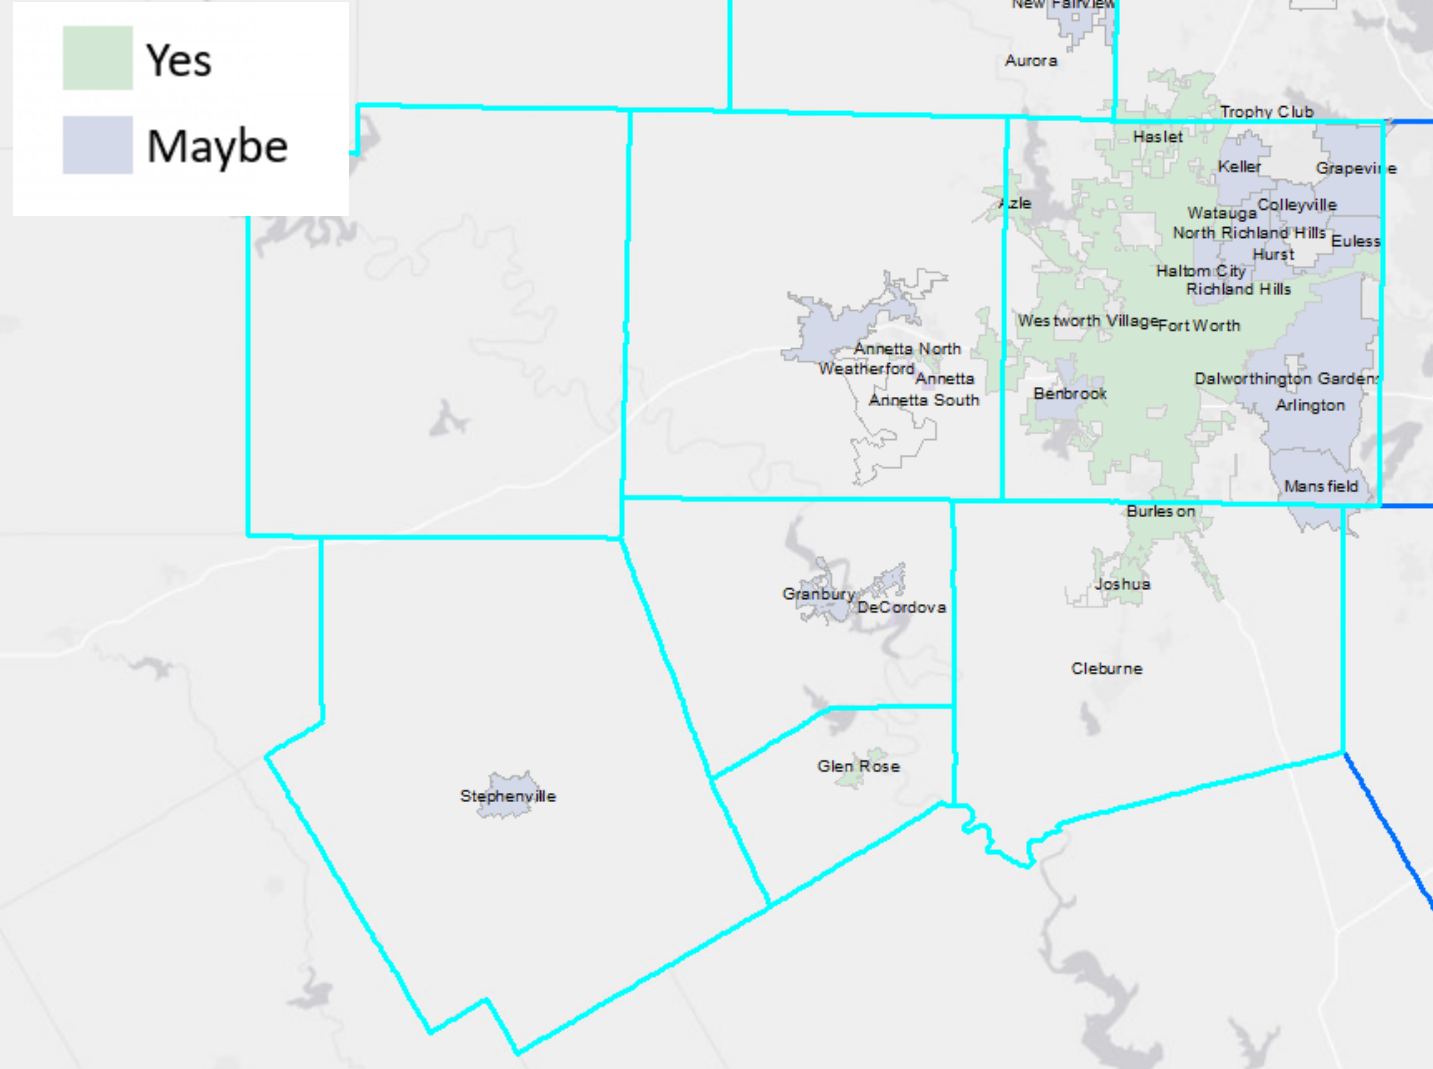 Yes
Maybe
New Fairview
Aurora
Trophy Club
Haslet
Keller
Grapevine
Azle
Colleyville
Watauga
North Richland Hills
Euless
Hurst
Haltom City
Richland Hills
Westworth Village
Fort Worth
Annetta North
Weatherford
Annetta
Annetta South
Dalworthington Gardens
Benbrook
Arlington
Mansfield
Burleson
Joshua
Granbury
DeCordova
Cleburne
Glen Rose
Stephenville